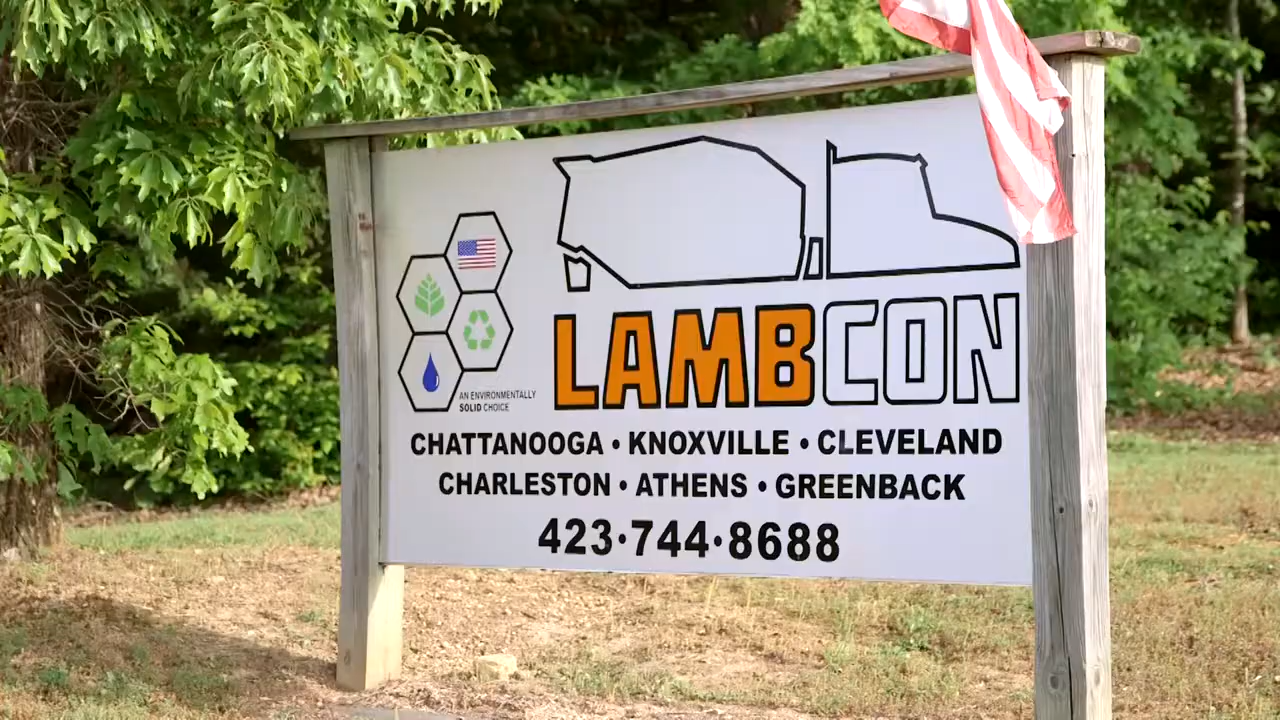 LAMBCON
AN ENVIRONMENTALLY
SOLID CHOICE
CHATTANOOGA • KNOXVILLE • CLEVELAND
CHARLESTON • ATHENS • GREENBACK
423·744·8688